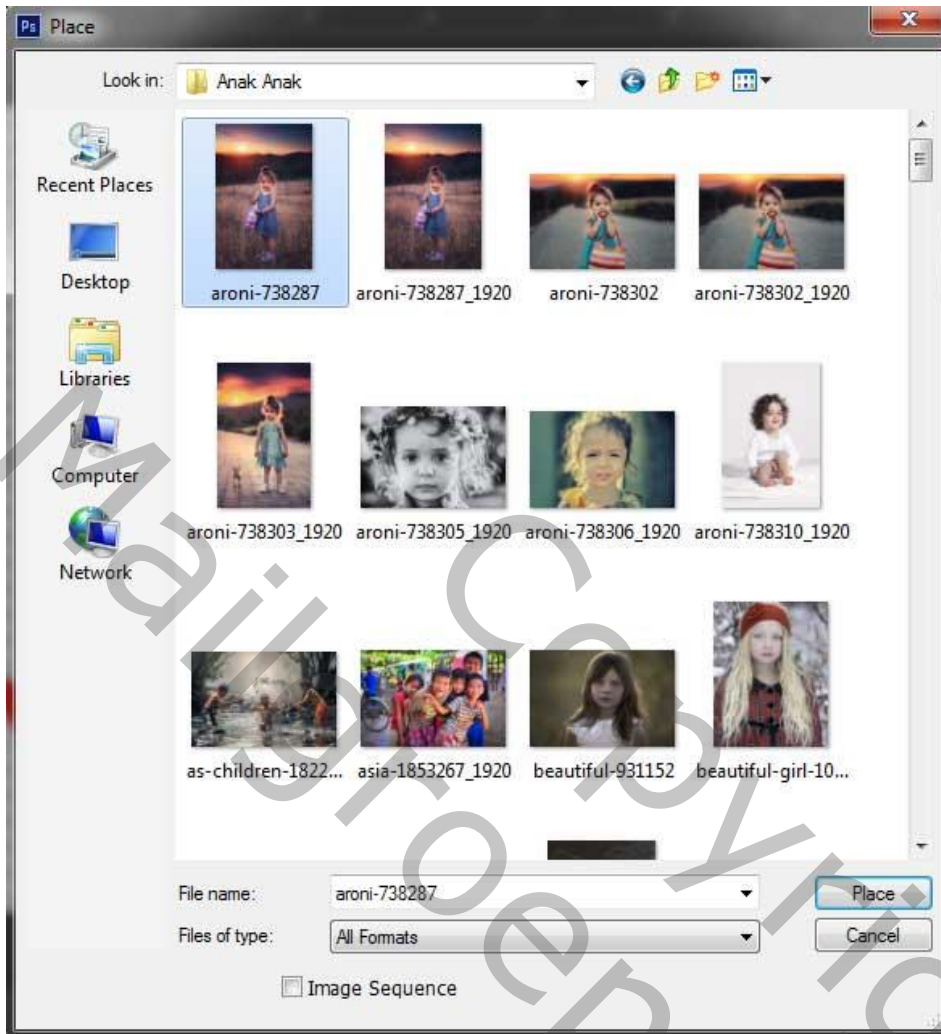 Ps Place
Look in: Anak Anak
Recent Places
Desktop
Libraries
Computer
Network
aroni-738287 aroni-738287_1920 aroni-738302 aroni-738302_1920
aroni-738303_1920 aroni-738305_1920 aroni-738306_1920 aroni-738310_1920
as-children-1822... asia-1853267_1920 beautiful-931152 beautiful-girl-10...
File name: aroni-738287 Place
Files of type: All Formats Cancel
Image Sequence